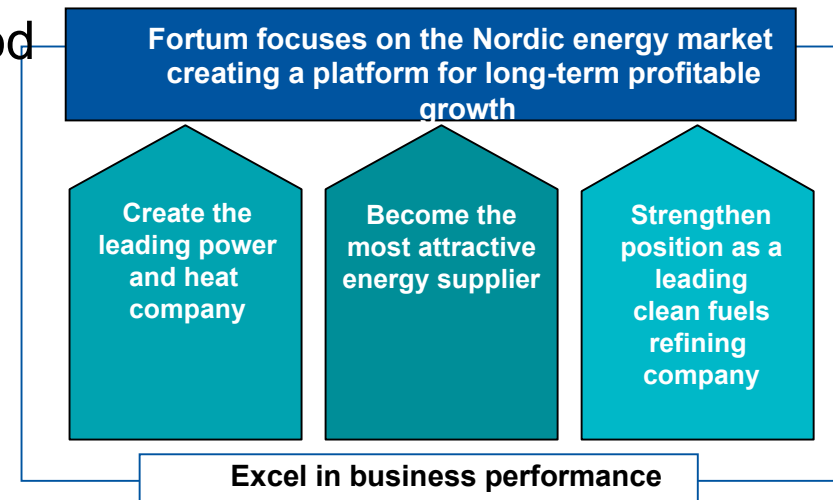 Fortum focuses on the Nordic energy market
creating a platform for long-term profitable
growth
Create the
leading power
and heat
company
Become the
most attractive
energy supplier
Strengthen
position as a
leading
clean fuels
refining
company
Excel in business performance